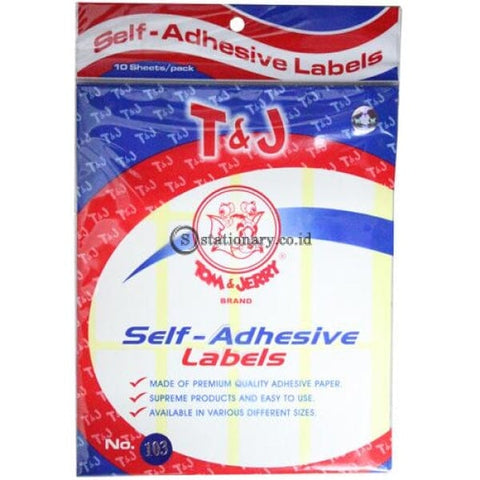 Self-Adhesive Labels
10 Sheets/pack
T&J
S stationary.co.id
TOM & JERRY ®
BRAND
Self-Adhesive
Labels
✓ MADE OF PREMIUM QUALITY ADHESIVE PAPER.
✓ SUPREME PRODUCTS AND EASY TO USE.
✓ AVAILABLE IN VARIOUS DIFFERENT SIZES.
No. 103